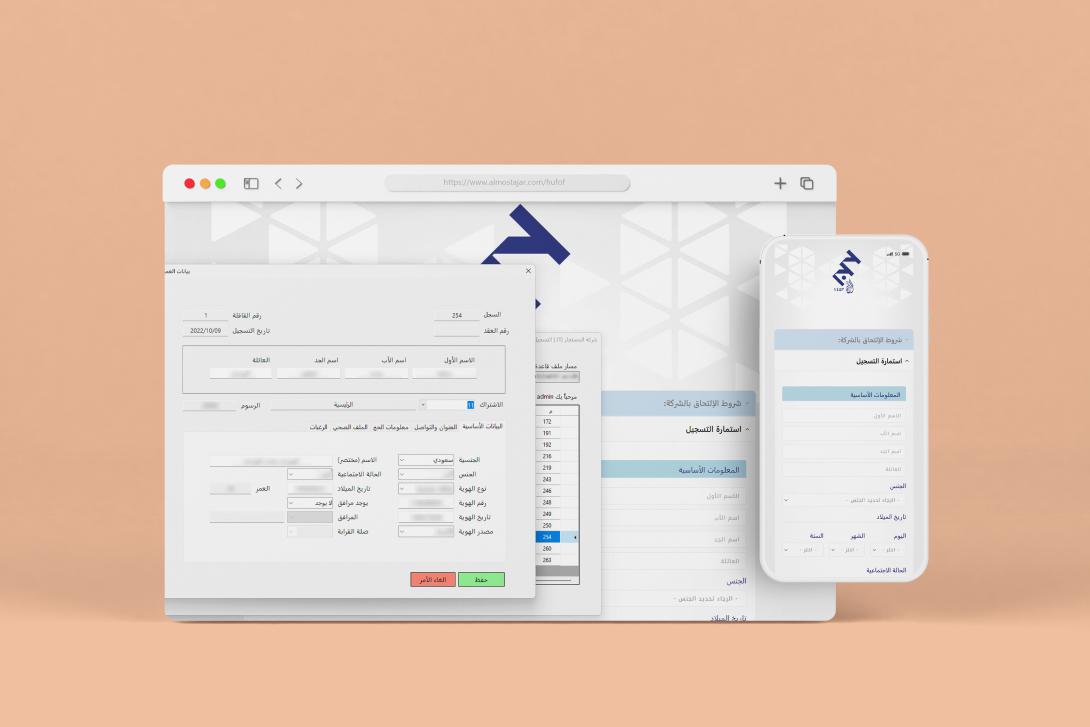 https://www.almostajar.com/hufof
بيانات العمـ
السجل 254 رقم القافلة 1
رقم العقد تاريخ التسجيل 2022/10/09
الاسم الأول اسم الأب اسم الجد العائلة
الاشتراك 11 الرئيسية الرسوم
البيانات الأساسية العنوان والتواصل معلومات الحج الملف الصحي الرغبات
الجنسية سعودي الاسم (مختصر)
الجنس الحالة الاجتماعية
نوع الهوية تاريخ الميلاد العمر
رقم الهوية يوجد مرافق لا يوجد
تاريخ الهوية المرافق
مصدر الهوية صلة القرابة
حفظ الغاء الأمر
مسار ملف قاعدة
مرحباً بك admin
م
172
191
192
216
219
243
246
248
249
250
254
260
263
شروط الإلتحاق بالشركة:
استمارة التسجيل
المعلومات الأساسية
الاسم الأول
اسم الأب
اسم الجد
العائلة
الجنس
- الرجاء تحديد الجنس -
تاريخ الميلاد
5G
شروط الإلتحاق بالشركة:
استمارة التسجيل
المعلومات الأساسية
الاسم الأول
اسم الأب
اسم الجد
العائلة
الجنس
- الرجاء تحديد الجنس -
تاريخ الميلاد
اليوم الشهر السنة
- اختر - - اختر - - اختر -
الحالة الاجتماعية